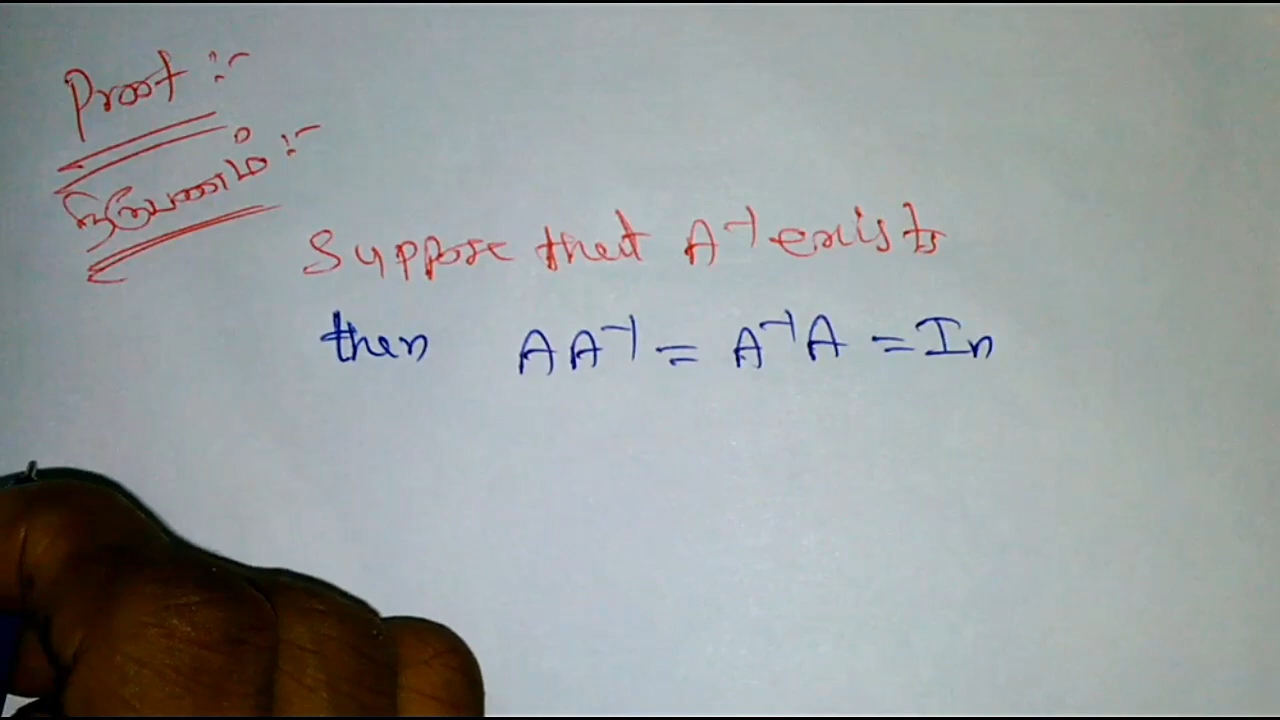 Proof :-
நிரூபணம் :-
Suppose that A⁻¹ exists
then AA⁻¹ = A⁻¹A = In